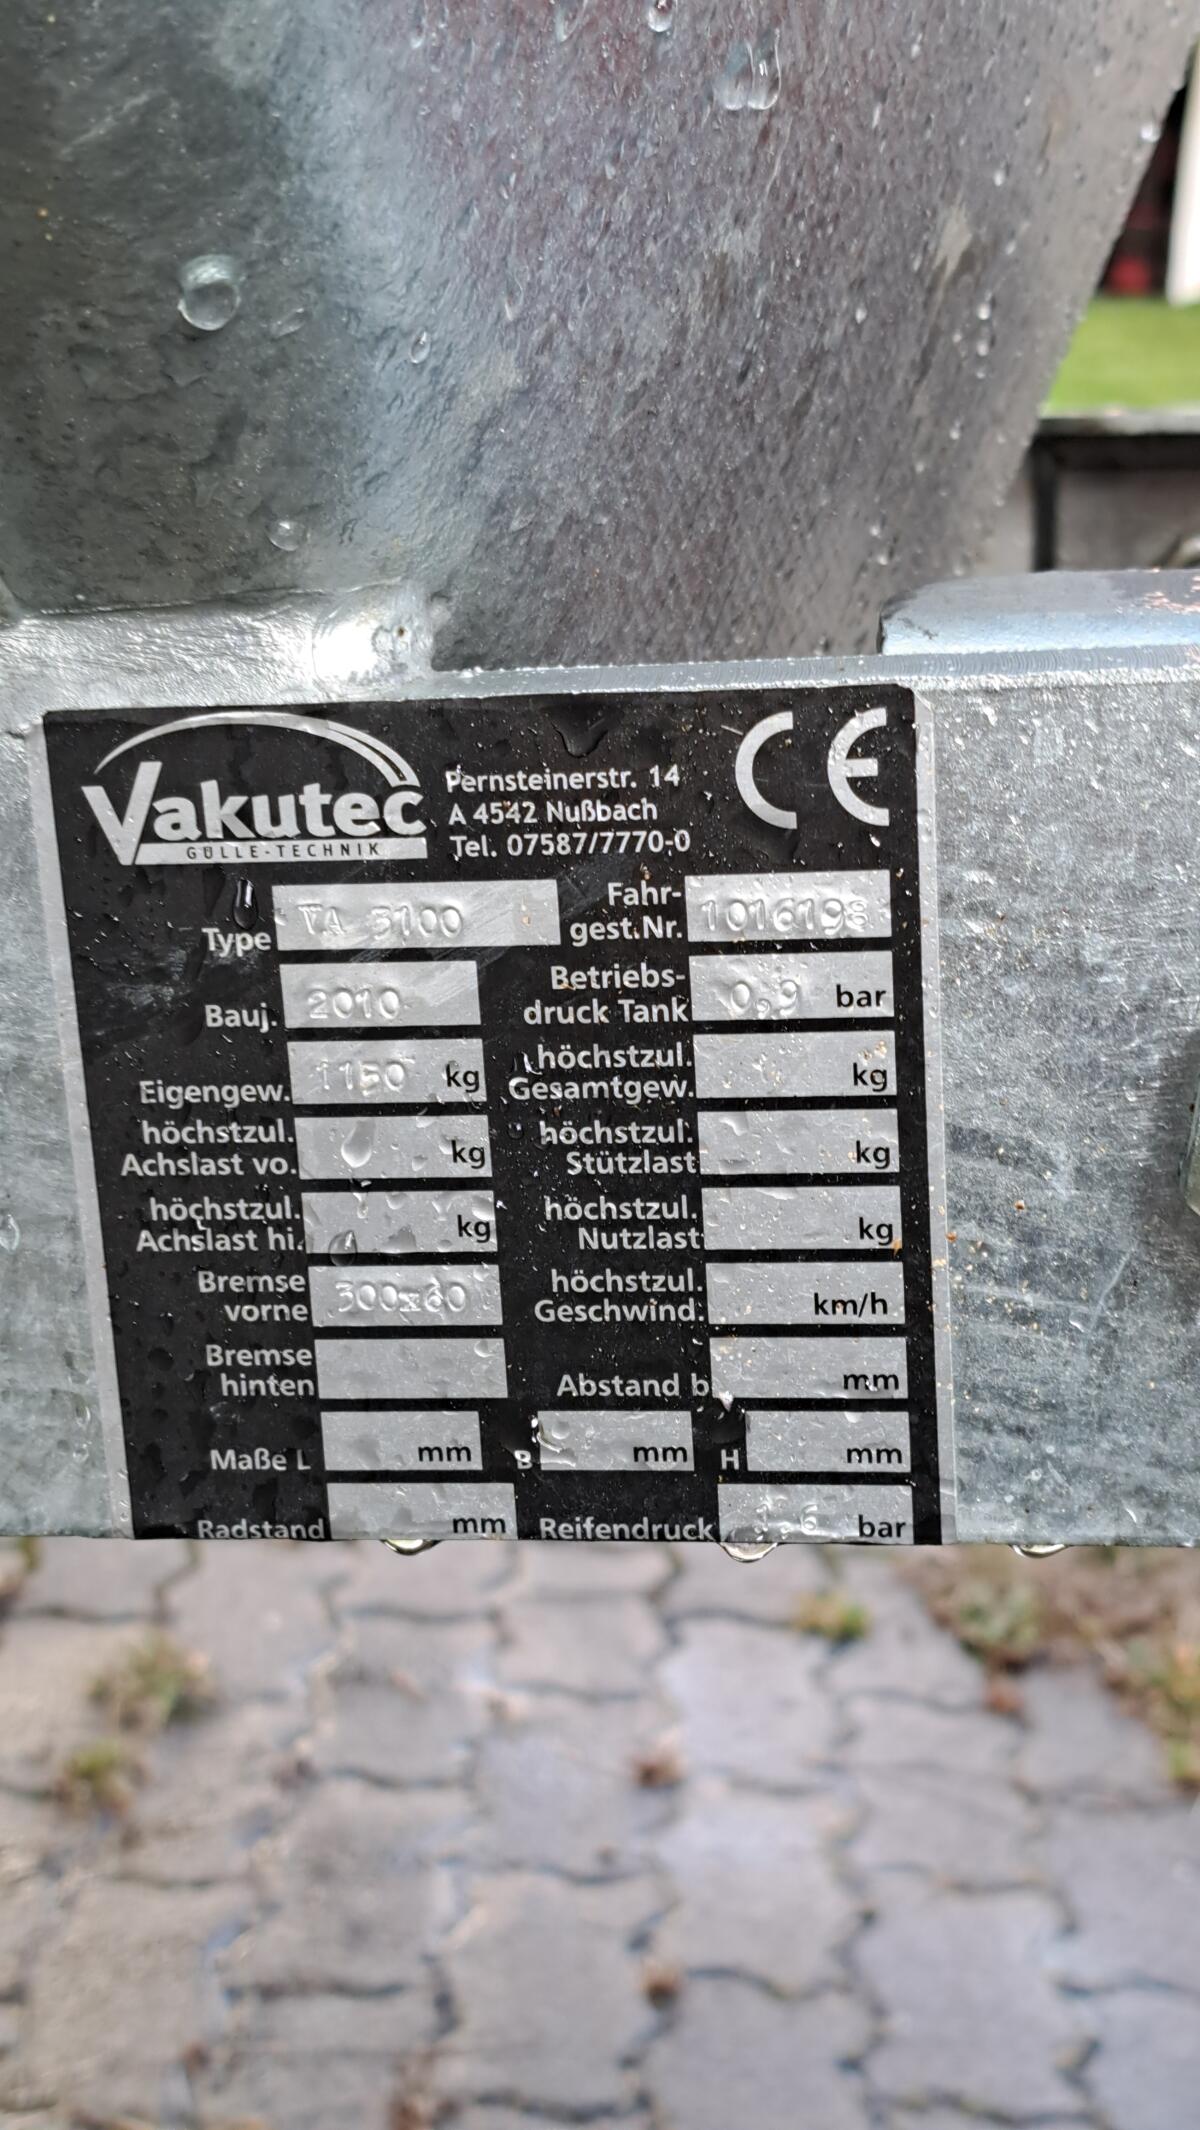 Vakutec
GÜLLE-TECHNIK
Pernsteinerstr. 14
A 4542 Nußbach
Tel. 07587/7770-0
CE
Type VA 5100
Fahr-
gest.Nr. 1016198
Bauj. 2010
Betriebs-
druck Tank 0,9 bar
Eigengew. 1150 kg
höchstzul.
Gesamtgew. kg
höchstzul.
Achslast vo. kg
höchstzul.
Stützlast kg
höchstzul.
Achslast hi. kg
höchstzul.
Nutzlast kg
Bremse
vorne 300x60
höchstzul.
Geschwind. km/h
Bremse
hinten
Abstand b mm
Maße L mm B mm H mm
Radstand mm Reifendruck 1,6 bar